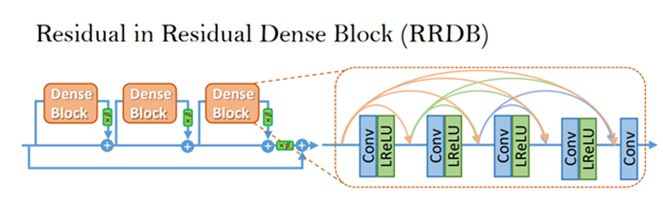 Residual in Residual Dense Block (RRDB)
Dense
Block
×β
Dense
Block
×β
Dense
Block
×β
×β
Conv
LReLU
Conv
LReLU
Conv
LReLU
Conv
LReLU
Conv